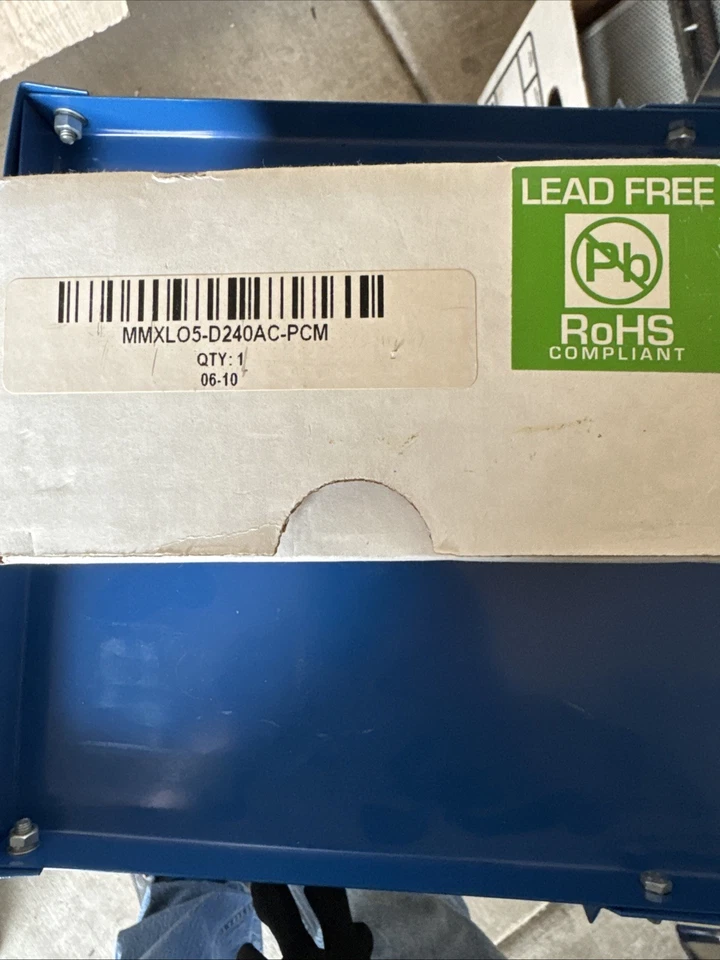 LEAD FREE
Pb
RoHS
COMPLIANT
MMXLO5-D240AC-PCM
QTY: 1
06-10